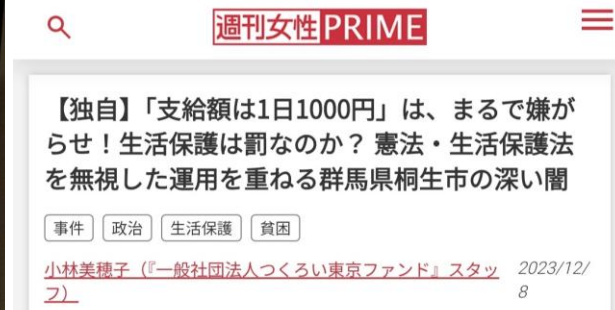 週刊女性PRIME
【独自】「支給額は1日1000円」は、まるで嫌が
らせ！生活保護は罰なのか？ 憲法・生活保護法
を無視した運用を重ねる群馬県桐生市の深い闇
事件 政治 生活保護 貧困
小林美穂子（『一般社団法人つくろい東京ファンド』スタッ 2023/12/
フ） 8